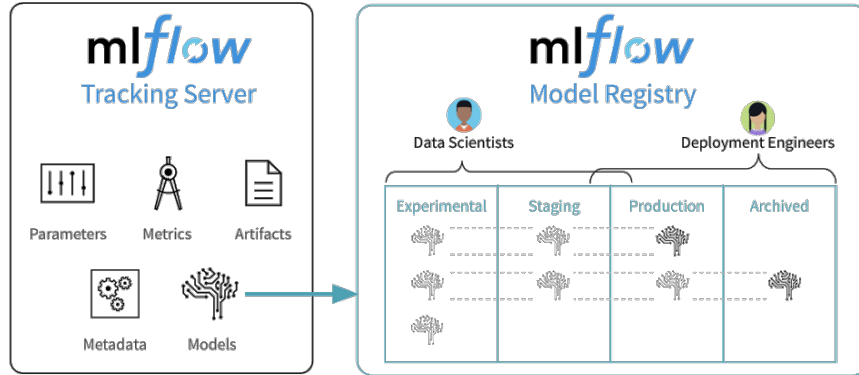 mlflow
Tracking Server
Parameters
Metrics
Artifacts
Metadata
Models
mlflow
Model Registry
Data Scientists
Deployment Engineers
Experimental
Staging
Production
Archived